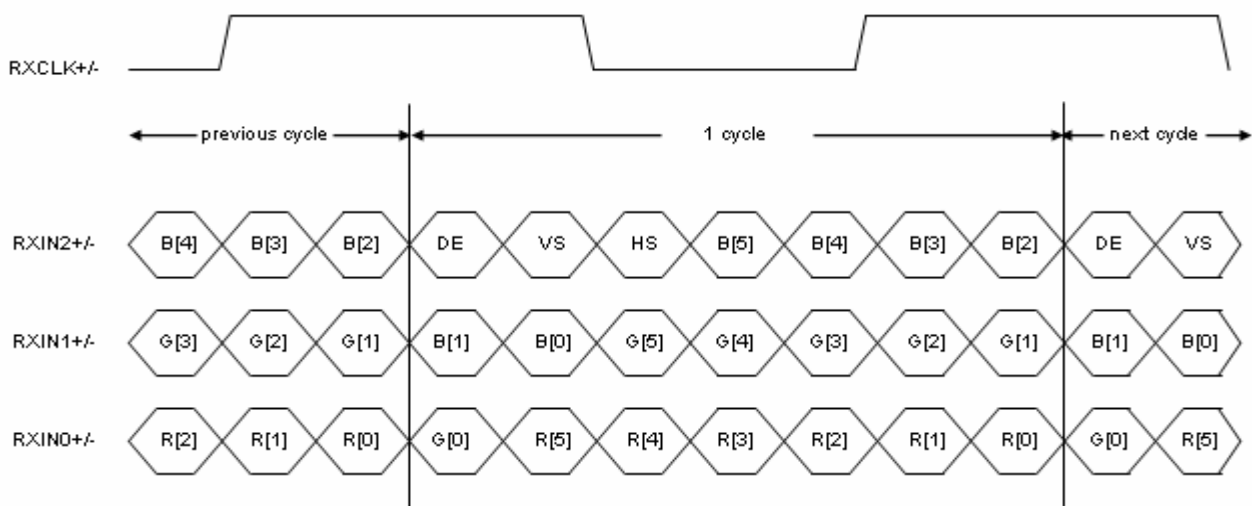 RXCLK+/-
previous cycle 1 cycle next cycle
RXIN2+/- B[4] B[3] B[2] DE VS HS B[5] B[4] B[3] B[2] DE VS
RXIN1+/- G[3] G[2] G[1] B[1] B[0] G[5] G[4] G[3] G[2] G[1] B[1] B[0]
RXIN0+/- R[2] R[1] R[0] G[0] R[5] R[4] R[3] R[2] R[1] R[0] G[0] R[5]